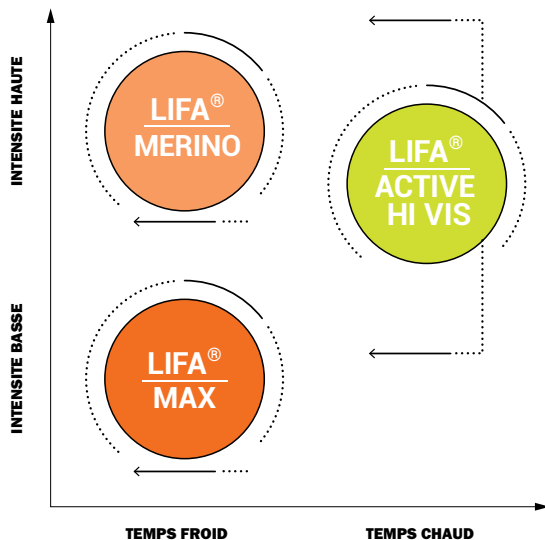 INTENSITE HAUTE
LIFA®
MERINO
LIFA®
ACTIVE
HI VIS
INTENSITE BASSE
LIFA®
MAX
TEMPS FROID
TEMPS CHAUD